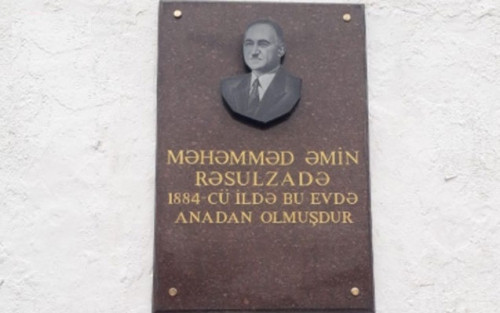 MƏHƏMMƏD ƏMİN
RƏSULZADƏ
1884-CÜ İLDƏ BU EVDƏ
ANADAN OLMUŞDUR